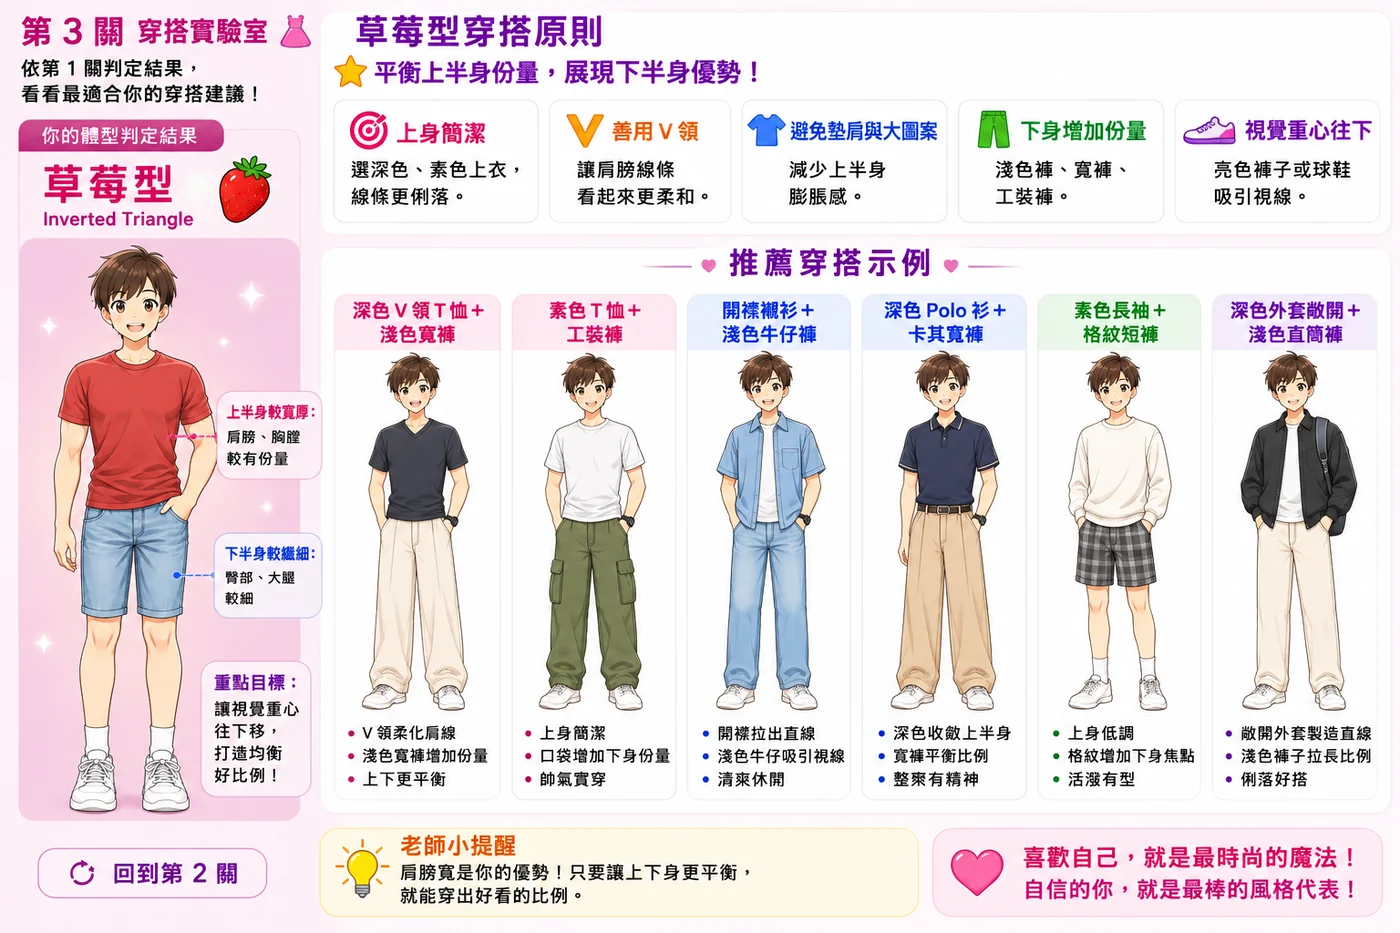 第 3 關 穿搭實驗室
依第 1 關判定結果，
看看最適合你的穿搭建議！
你的體型判定結果
草莓型
Inverted Triangle
上半身較寬厚：
肩膀、胸膛
較有份量
下半身較纖細：
臀部、大腿
較細
重點目標：
讓視覺重心
往下移，
打造均衡
好比例！
回到第 2 關
草莓型穿搭原則
平衡上半身份量，展現下半身優勢！
上身簡潔
選深色、素色上衣，
線條更俐落。
善用 V 領
讓肩膀線條
看起來更柔和。
避免墊肩與大圖案
減少上半身
膨脹感。
下身增加份量
淺色褲、寬褲、
工裝褲。
視覺重心往下
亮色褲子或球鞋
吸引視線。
推薦穿搭示例
深色 V 領 T 恤＋
淺色寬褲
• V 領柔化肩線
• 淺色寬褲增加份量
• 上下更平衡
素色 T 恤＋
工裝褲
• 上身簡潔
• 口袋增加下身份量
• 帥氣實穿
開襟襯衫＋
淺色牛仔褲
• 開襟拉出直線
• 淺色牛仔吸引視線
• 清爽休閒
深色 Polo 衫＋
卡其寬褲
• 深色收斂上半身
• 寬褲平衡比例
• 整爽有精神
素色長袖＋
格紋短褲
• 上身低調
• 格紋增加下身焦點
• 活潑有型
深色外套敞開＋
淺色直筒褲
• 敞開外套製造直線
• 淺色褲子拉長比例
• 俐落好搭
老師小提醒
肩膀寬是你的優勢！只要讓上下身更平衡，
就能穿出好看的比例。
喜歡自己，就是最時尚的魔法！
自信的你，就是最棒的風格代表！